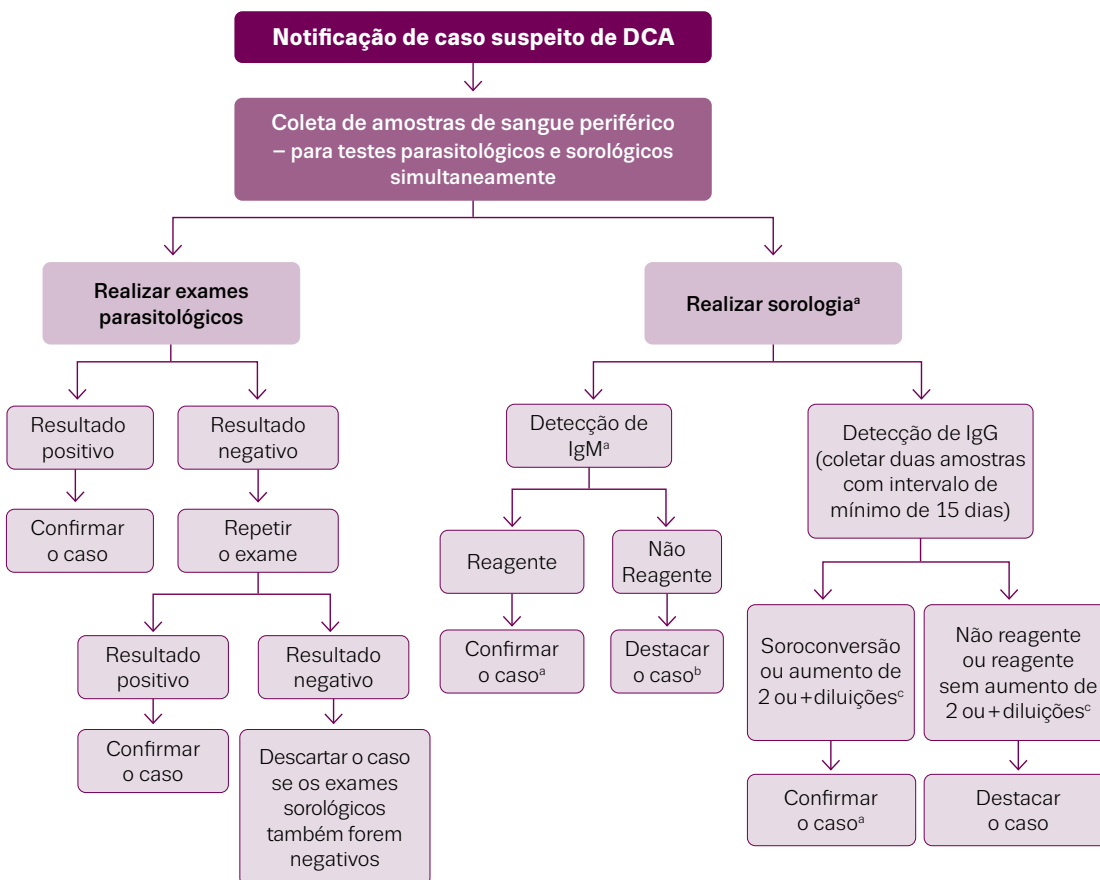 Notificação de caso suspeito de DCA
Coleta de amostras de sangue periférico
– para testes parasitológicos e sorológicos
simultaneamente
Realizar exames
parasitológicos
Realizar sorologiaᵃ
Resultado
positivo
Resultado
negativo
Confirmar
o caso
Repetir
o exame
Resultado
positivo
Resultado
negativo
Confirmar
o caso
Descartar o caso
se os exames
sorológicos
também forem
negativos
Detecção de
IgMᵃ
Reagente
Não
Reagente
Confirmar
o casoᵃ
Destacar
o casoᵇ
Detecção de IgG
(coletar duas amostras
com intervalo de
mínimo de 15 dias)
Soroconversão
ou aumento de
2 ou+diluiçõesᶜ
Não reagente
ou reagente
sem aumento de
2 ou+diluiçõesᶜ
Confirmar
o casoᵃ
Destacar
o caso